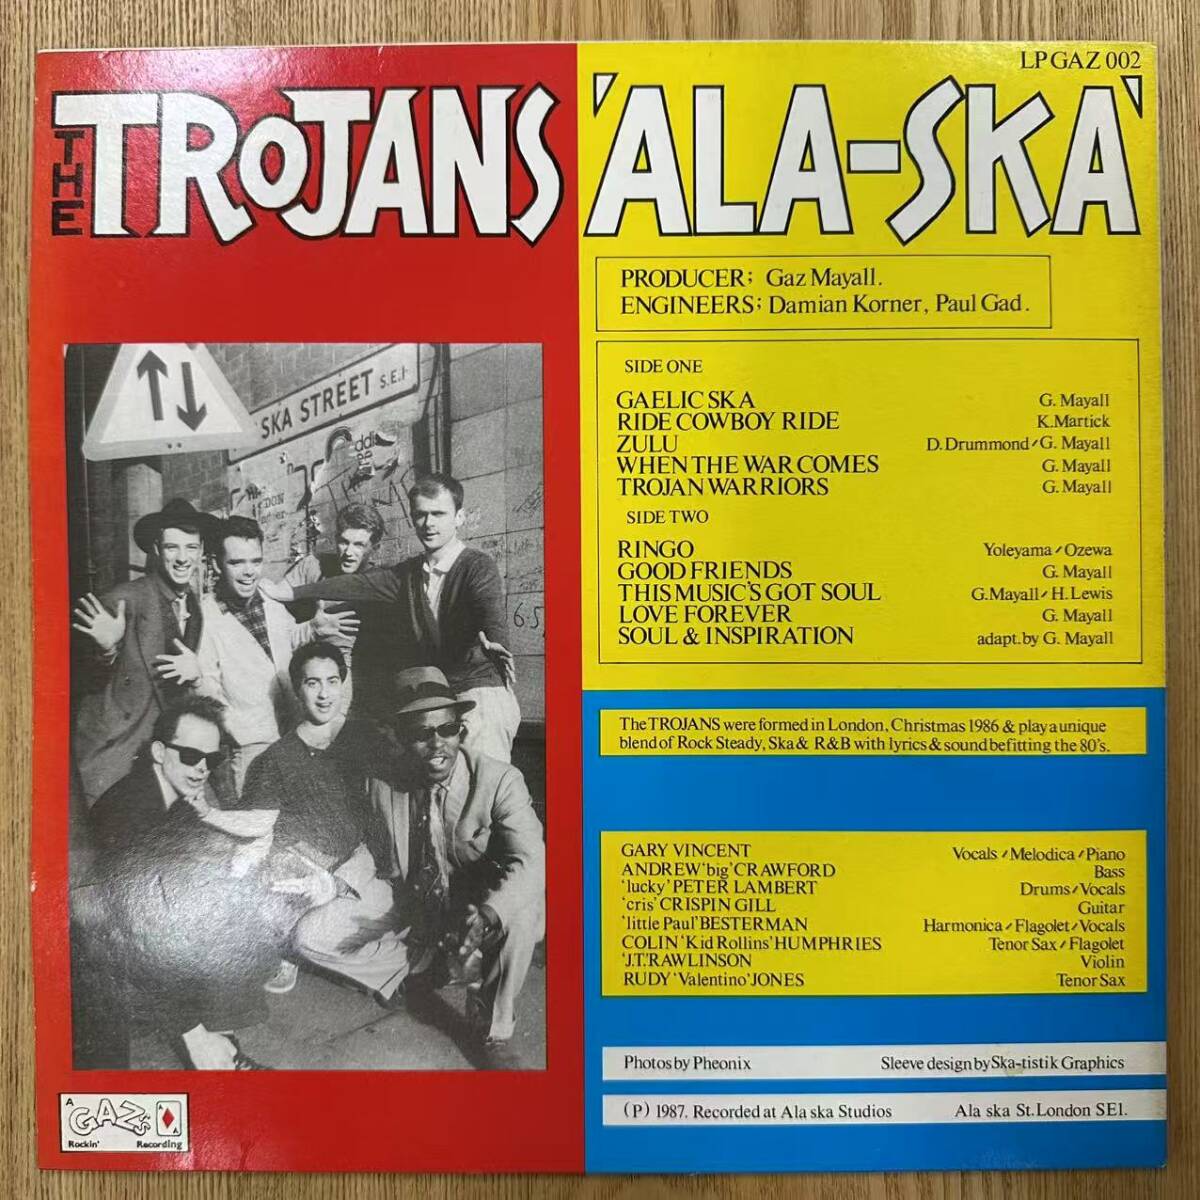 LP GAZ 002
THE TROJANS 'ALA-SKA'
PRODUCER; Gaz Mayall.
ENGINEERS; Damian Korner, Paul Gad.
SIDE ONE
GAELIC SKA G. Mayall
RIDE COWBOY RIDE K.Martick
ZULU D. Drummond/G. Mayall
WHEN THE WAR COMES G. Mayall
TROJAN WARRIORS G. Mayall
SIDE TWO
RINGO Yoleyama/Ozewa
GOOD FRIENDS G. Mayall
THIS MUSIC'S GOT SOUL G.Mayall/H.Lewis
LOVE FOREVER G. Mayall
SOUL & INSPIRATION adapt.by G. Mayall
SKA STREET S.E.1
6.5
The TROJANS were formed in London, Christmas 1986 & play a unique
blend of Rock Steady, Ska & R&B with lyrics & sound befitting the 80's.
GARY VINCENT Vocals/Melodica/Piano
ANDREW 'big' CRAWFORD Bass
'lucky' PETER LAMBERT Drums/Vocals
'cris' CRISPIN GILL Guitar
'little Paul' BESTERMAN Harmonica/Flagolet/Vocals
COLIN 'Kid Rollins' HUMPHRIES Tenor Sax/Flagolet
'J.T.' RAWLINSON Violin
RUDY 'Valentino' JONES Tenor Sax
Photos by Pheonix Sleeve design by Ska-tistik Graphics
(P) 1987. Recorded at Ala ska Studios Ala ska St. London SE1.
A GAZ's
Rockin' Recording
A
A